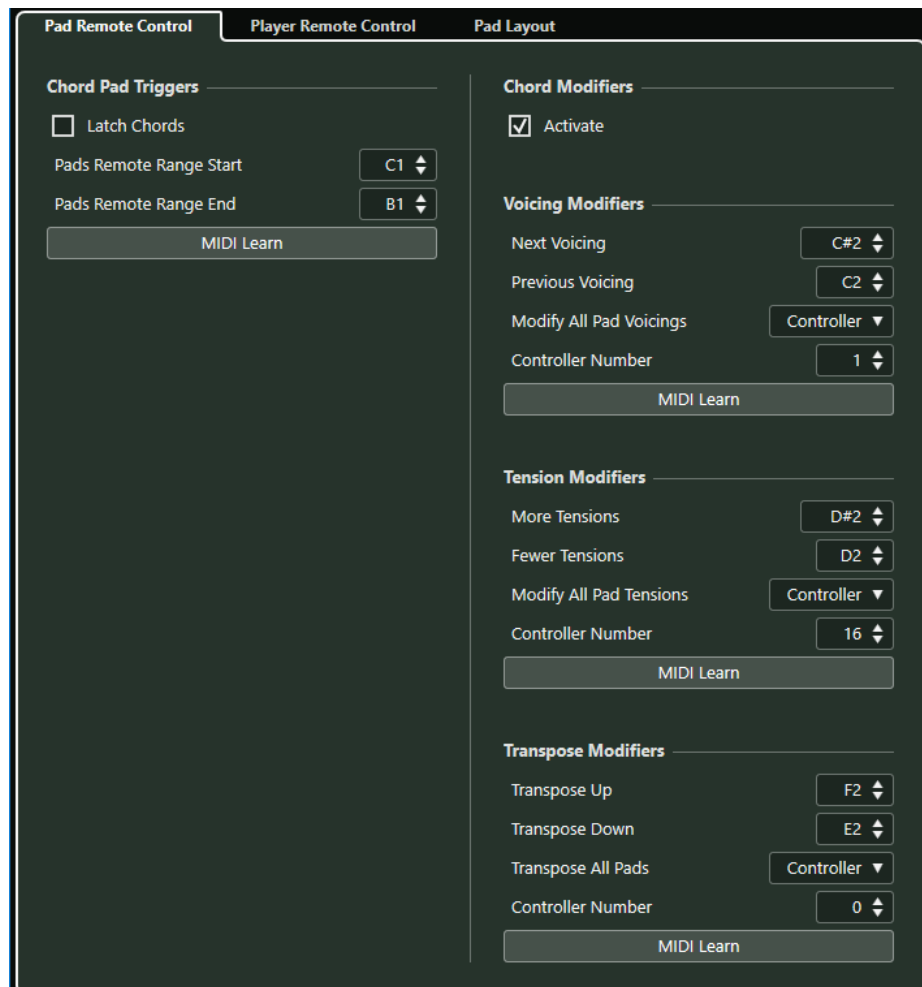 Pad Remote Control
Player Remote Control
Pad Layout
Chord Pad Triggers
Latch Chords
Pads Remote Range Start C1
Pads Remote Range End B1
MIDI Learn
Chord Modifiers
Activate
Voicing Modifiers
Next Voicing C#2
Previous Voicing C2
Modify All Pad Voicings Controller
Controller Number 1
MIDI Learn
Tension Modifiers
More Tensions D#2
Fewer Tensions D2
Modify All Pad Tensions Controller
Controller Number 16
MIDI Learn
Transpose Modifiers
Transpose Up F2
Transpose Down E2
Transpose All Pads Controller
Controller Number 0
MIDI Learn